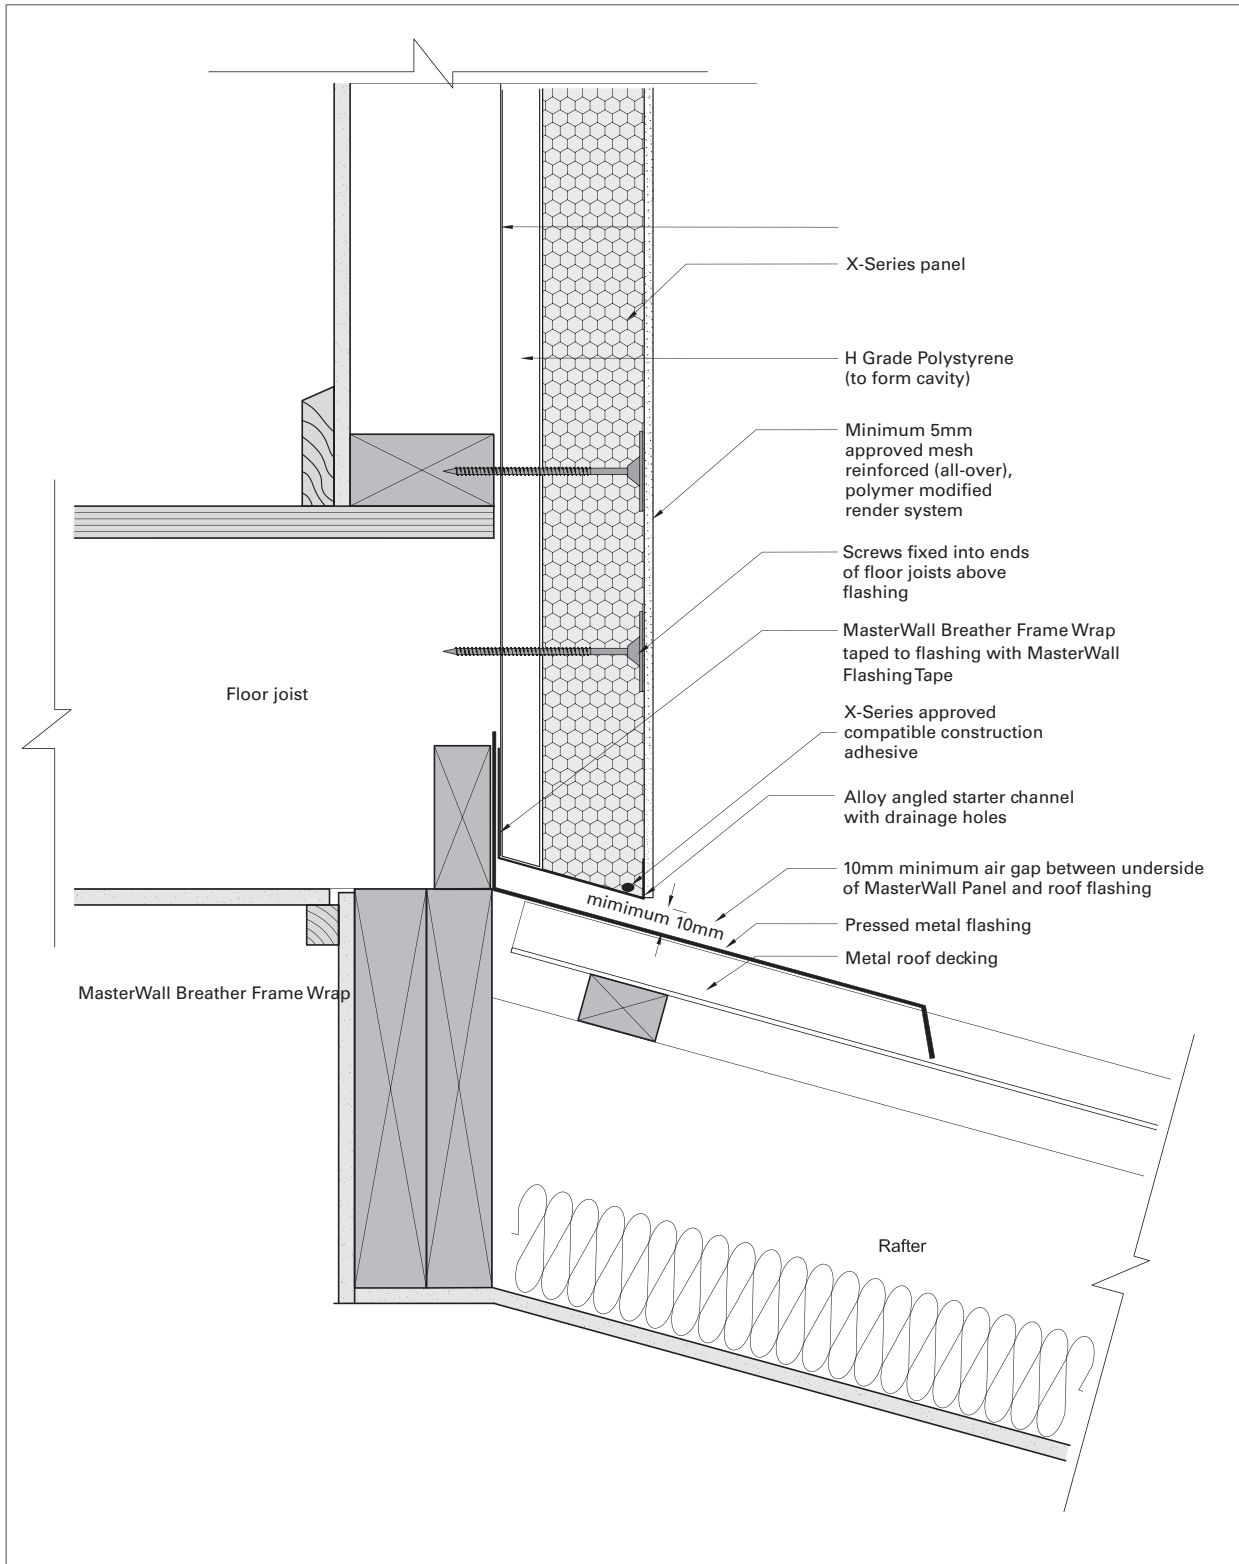 X-Series panel
H Grade Polystyrene
(to form cavity)
Minimum 5mm
approved mesh
reinforced (all-over),
polymer modified
render system
Screws fixed into ends
of floor joists above
flashing
MasterWall Breather Frame Wrap
taped to flashing with MasterWall
Flashing Tape
Floor joist
X-Series approved
compatible construction
adhesive
Alloy angled starter channel
with drainage holes
10mm minimum air gap between underside
of MasterWall Panel and roof flashing
mimimum 10mm
Pressed metal flashing
Metal roof decking
MasterWall Breather Frame Wrap
Rafter